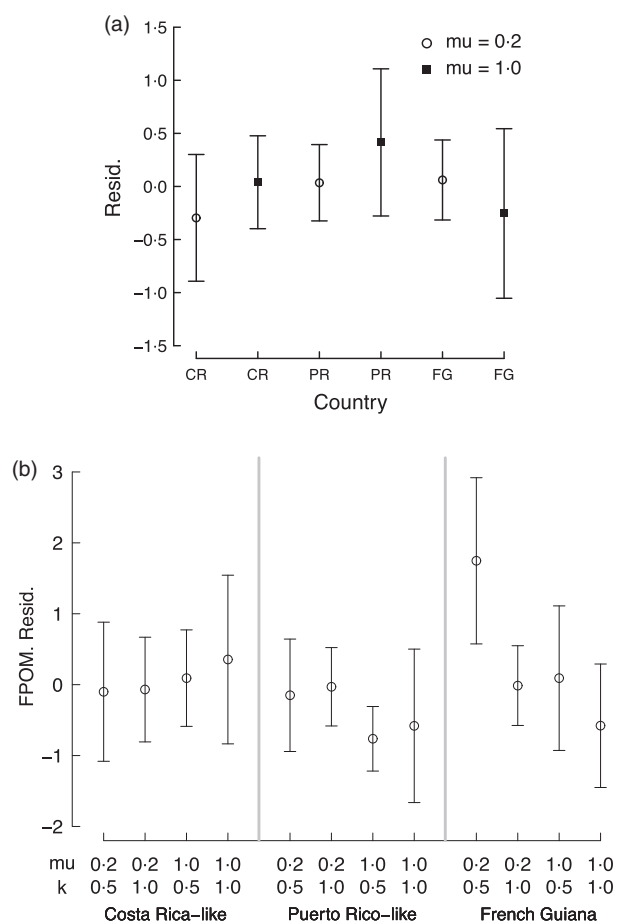 (a)
mu = 0·2
mu = 1·0
1·5
1·0
0·5
0·0
−0·5
−1·0
−1·5
Resid.
CR CR PR PR FG FG
Country
(b)
3
2
1
0
−1
−2
FPOM. Resid.
mu 0·2 0·2 1·0 1·0 0·2 0·2 1·0 1·0 0·2 0·2 1·0 1·0
k 0·5 1·0 0·5 1·0 0·5 1·0 0·5 1·0 0·5 1·0 0·5 1·0
Costa Rica−like Puerto Rico−like French Guiana